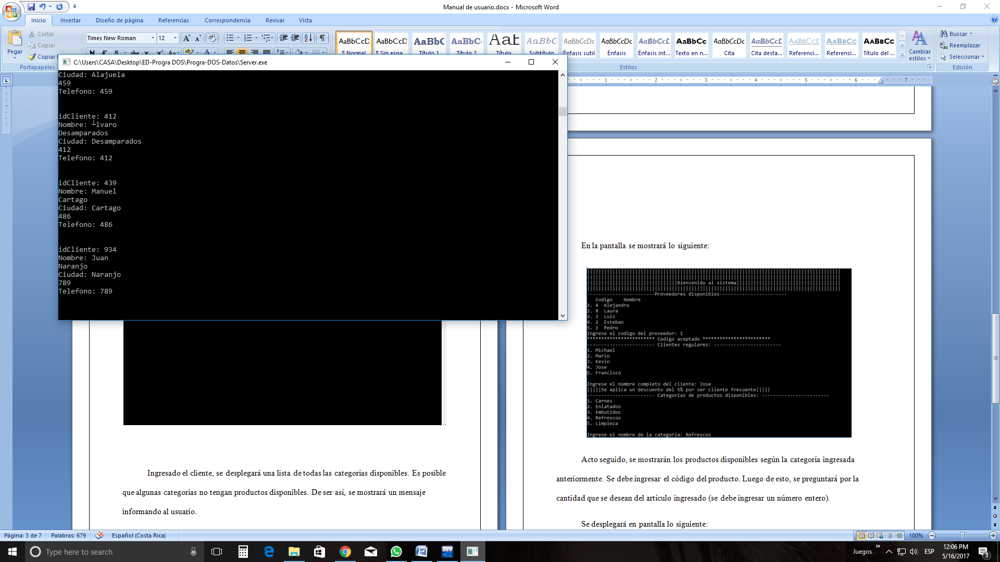 Manual de usuario.docx - Microsoft Word
Inicio
Insertar
Diseño de página
Referencias
Correspondencia
Revisar
Vista
Pegar
Cortar
Copiar
Copiar f
Portapapeles
Times New Roman
12
AaBbCcDc
¶ Normal
AaBbCcDc
¶ Sin espa...
AaBbC
Título 1
AaBbCc
Título 2
AaB
Título
AaBbC
Subtítulo
AaBbCcDc
Énfasis sutil
AaBbCcDc
Énfasis
AaBbCcD
Énfasis int...
AaBbCc
Texto en n...
AaBbCcDc
Cita
AaBbCcD
Cita desta...
AaBbCcD
Referenci...
AaBbCc
Referenci...
AaBbCc
Título del ...
Cambiar
estilos
Estilos
Buscar
Reemplazar
Seleccionar
Edición
C:\Users\CASA\Desktop\ED-Progra DOS\Progra-DOS-Datos\Server.exe
Ciudad: Alajuela
459
Telefono: 459
idCliente: 412
Nombre: ┴lvaro
Desamparados
Ciudad: Desamparados
412
Telefono: 412
idCliente: 439
Nombre: Manuel
Cartago
Ciudad: Cartago
486
Telefono: 486
idCliente: 934
Nombre: Juan
Naranjo
Ciudad: Naranjo
789
Telefono: 789
Ingresado el cliente, se desplegará una lista de todas las categorías disponibles. Es posible
que algunas categorías no tengan productos disponibles. De ser así, se mostrará un mensaje
informando al usuario.
1 2 3 4 5 6 7
En la pantalla se mostrará lo siguiente:
Bienvenido al sistema
------------------------Proveedores disponibles------------------------
Codigo Nombre
1. 4 Alejandro
2. 8 Laura
3. 3 Luis
4. 2 Esteban
5. 1 Pedro
Ingrese el codigo del proveedor: 1
************************ Codigo aceptado ************************
------------------------ Clientes regulares: ------------------------
1. Michael
2. Mario
3. Kevin
4. Jose
5. Francisco
Ingrese el nombre completo del cliente: Jose
|||||Se aplica un descuento del 5% por ser cliente frecuente|||||
------------------------ Categorias de productos disponibles: ------------------------
1. Carnes
2. Enlatados
3. Embutidos
4. Refrescos
5. Limpieza
Ingrese el nombre de la categoria: Refrescos
Acto seguido, se mostrarán los productos disponibles según la categoría ingresada
anteriormente. Se debe ingresar el código del producto. Luego de esto, se preguntará por la
cantidad que se desean del artículo ingresado (se debe ingresar un número entero).
Se desplegará en pantalla lo siguiente:
Página: 3 de 7
Palabras: 679
Español (Costa Rica)
100%
Type here to search
DEV
Juegos
ESP
12:06 PM
5/16/2017
3